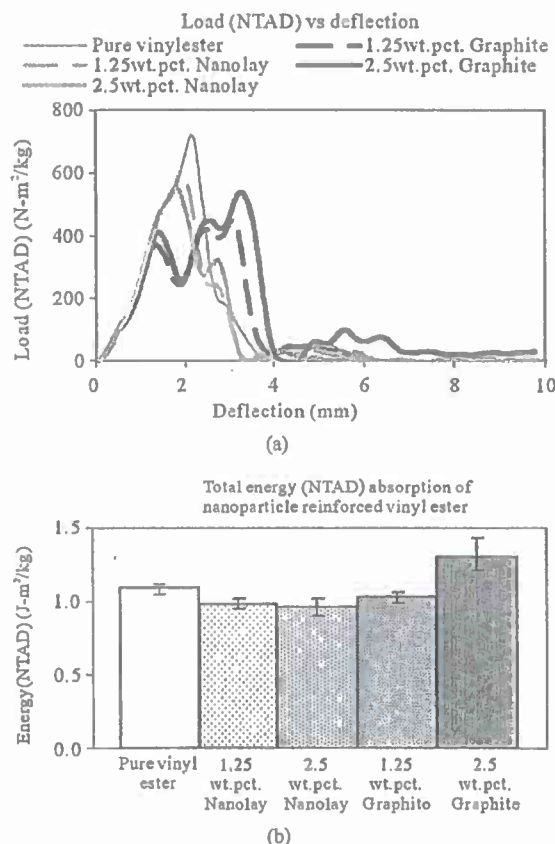 Load (NTAD) vs deflection
Pure vinylester
1.25wt.pct. Graphite
1.25wt.pct. Nanolay
2.5wt.pct. Graphite
2.5wt.pct. Nanolay
Load (NTAD) (N-m²/kg)
800
600
400
200
0
0 2 4 6 8 10
Deflection (mm)
(a)
Total energy (NTAD) absorption of
nanoparticle reinforced vinyl ester
Energy(NTAD) (J-m²/kg)
1.5
1.0
0.5
0.0
Pure vinyl
ester
1.25
wt.pct.
Nanolay
2.5
wt.pct.
Nanolay
1.25
wt.pct.
Graphito
2.5
wt.pct.
Graphite
(b)